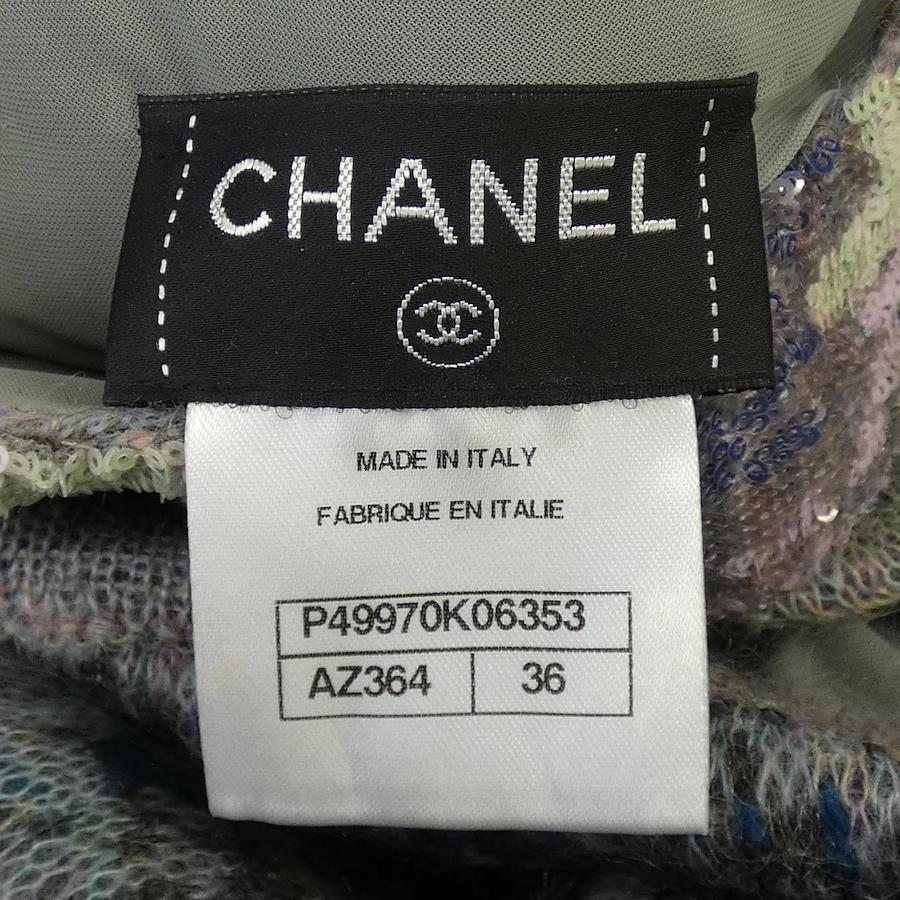 CHANEL
MADE IN ITALY
FABRIQUE EN ITALIE
P49970K06353
AZ364 36